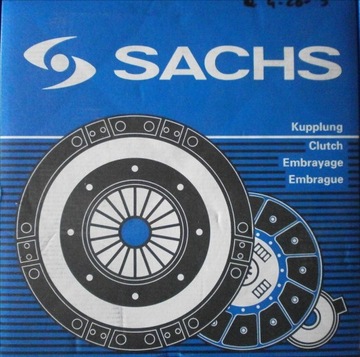 SACHS
Kupplung
Clutch
Embrayage
Embrague